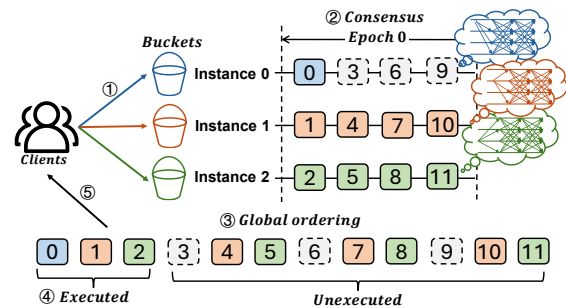 ② Consensus
Buckets
Epoch 0
①
Instance 0
0 3 6 9
Instance 1
1 4 7 10
Clients
Instance 2
2 5 8 11
⑤
③ Global ordering
0 1 2 3 4 5 6 7 8 9 10 11
④ Executed
Unexecuted